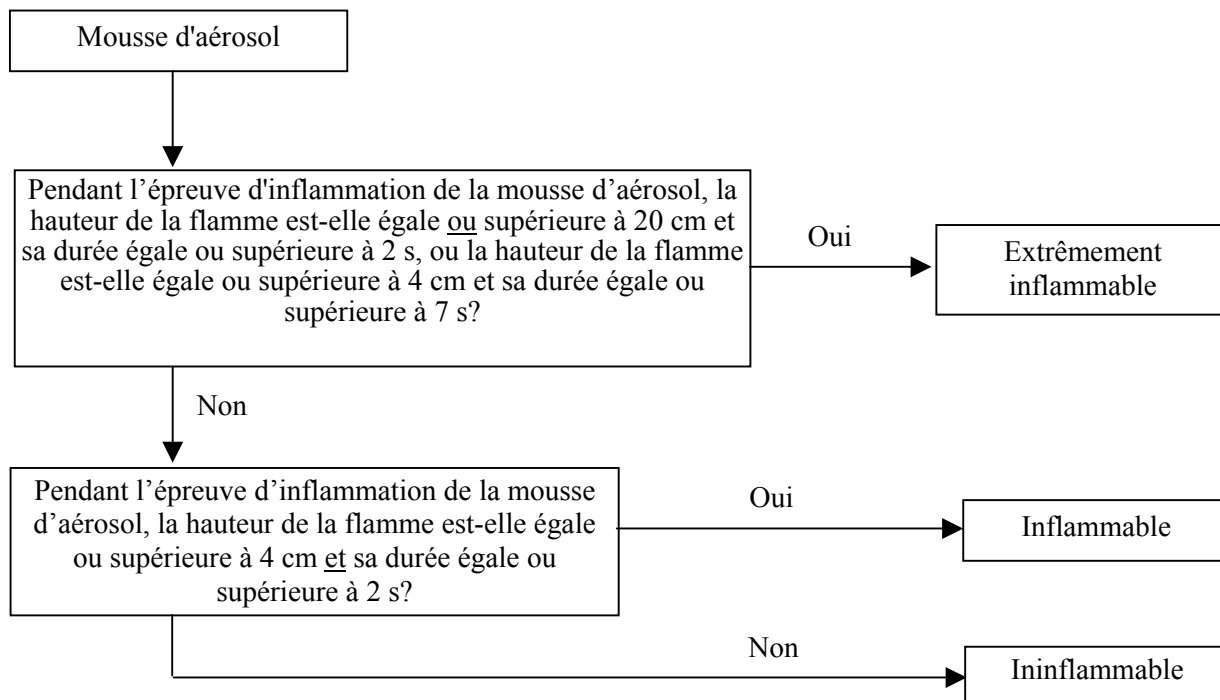 Mousse d'aérosol
Pendant l’épreuve d'inflammation de la mousse d’aérosol, la
hauteur de la flamme est-elle égale ou supérieure à 20 cm et
sa durée égale ou supérieure à 2 s, ou la hauteur de la flamme
est-elle égale ou supérieure à 4 cm et sa durée égale ou
supérieure à 7 s?
Oui
Extrêmement
inflammable
Non
Pendant l’épreuve d’inflammation de la mousse
d’aérosol, la hauteur de la flamme est-elle égale
ou supérieure à 4 cm et sa durée égale ou
supérieure à 2 s?
Oui
Inflammable
Non
Ininflammable